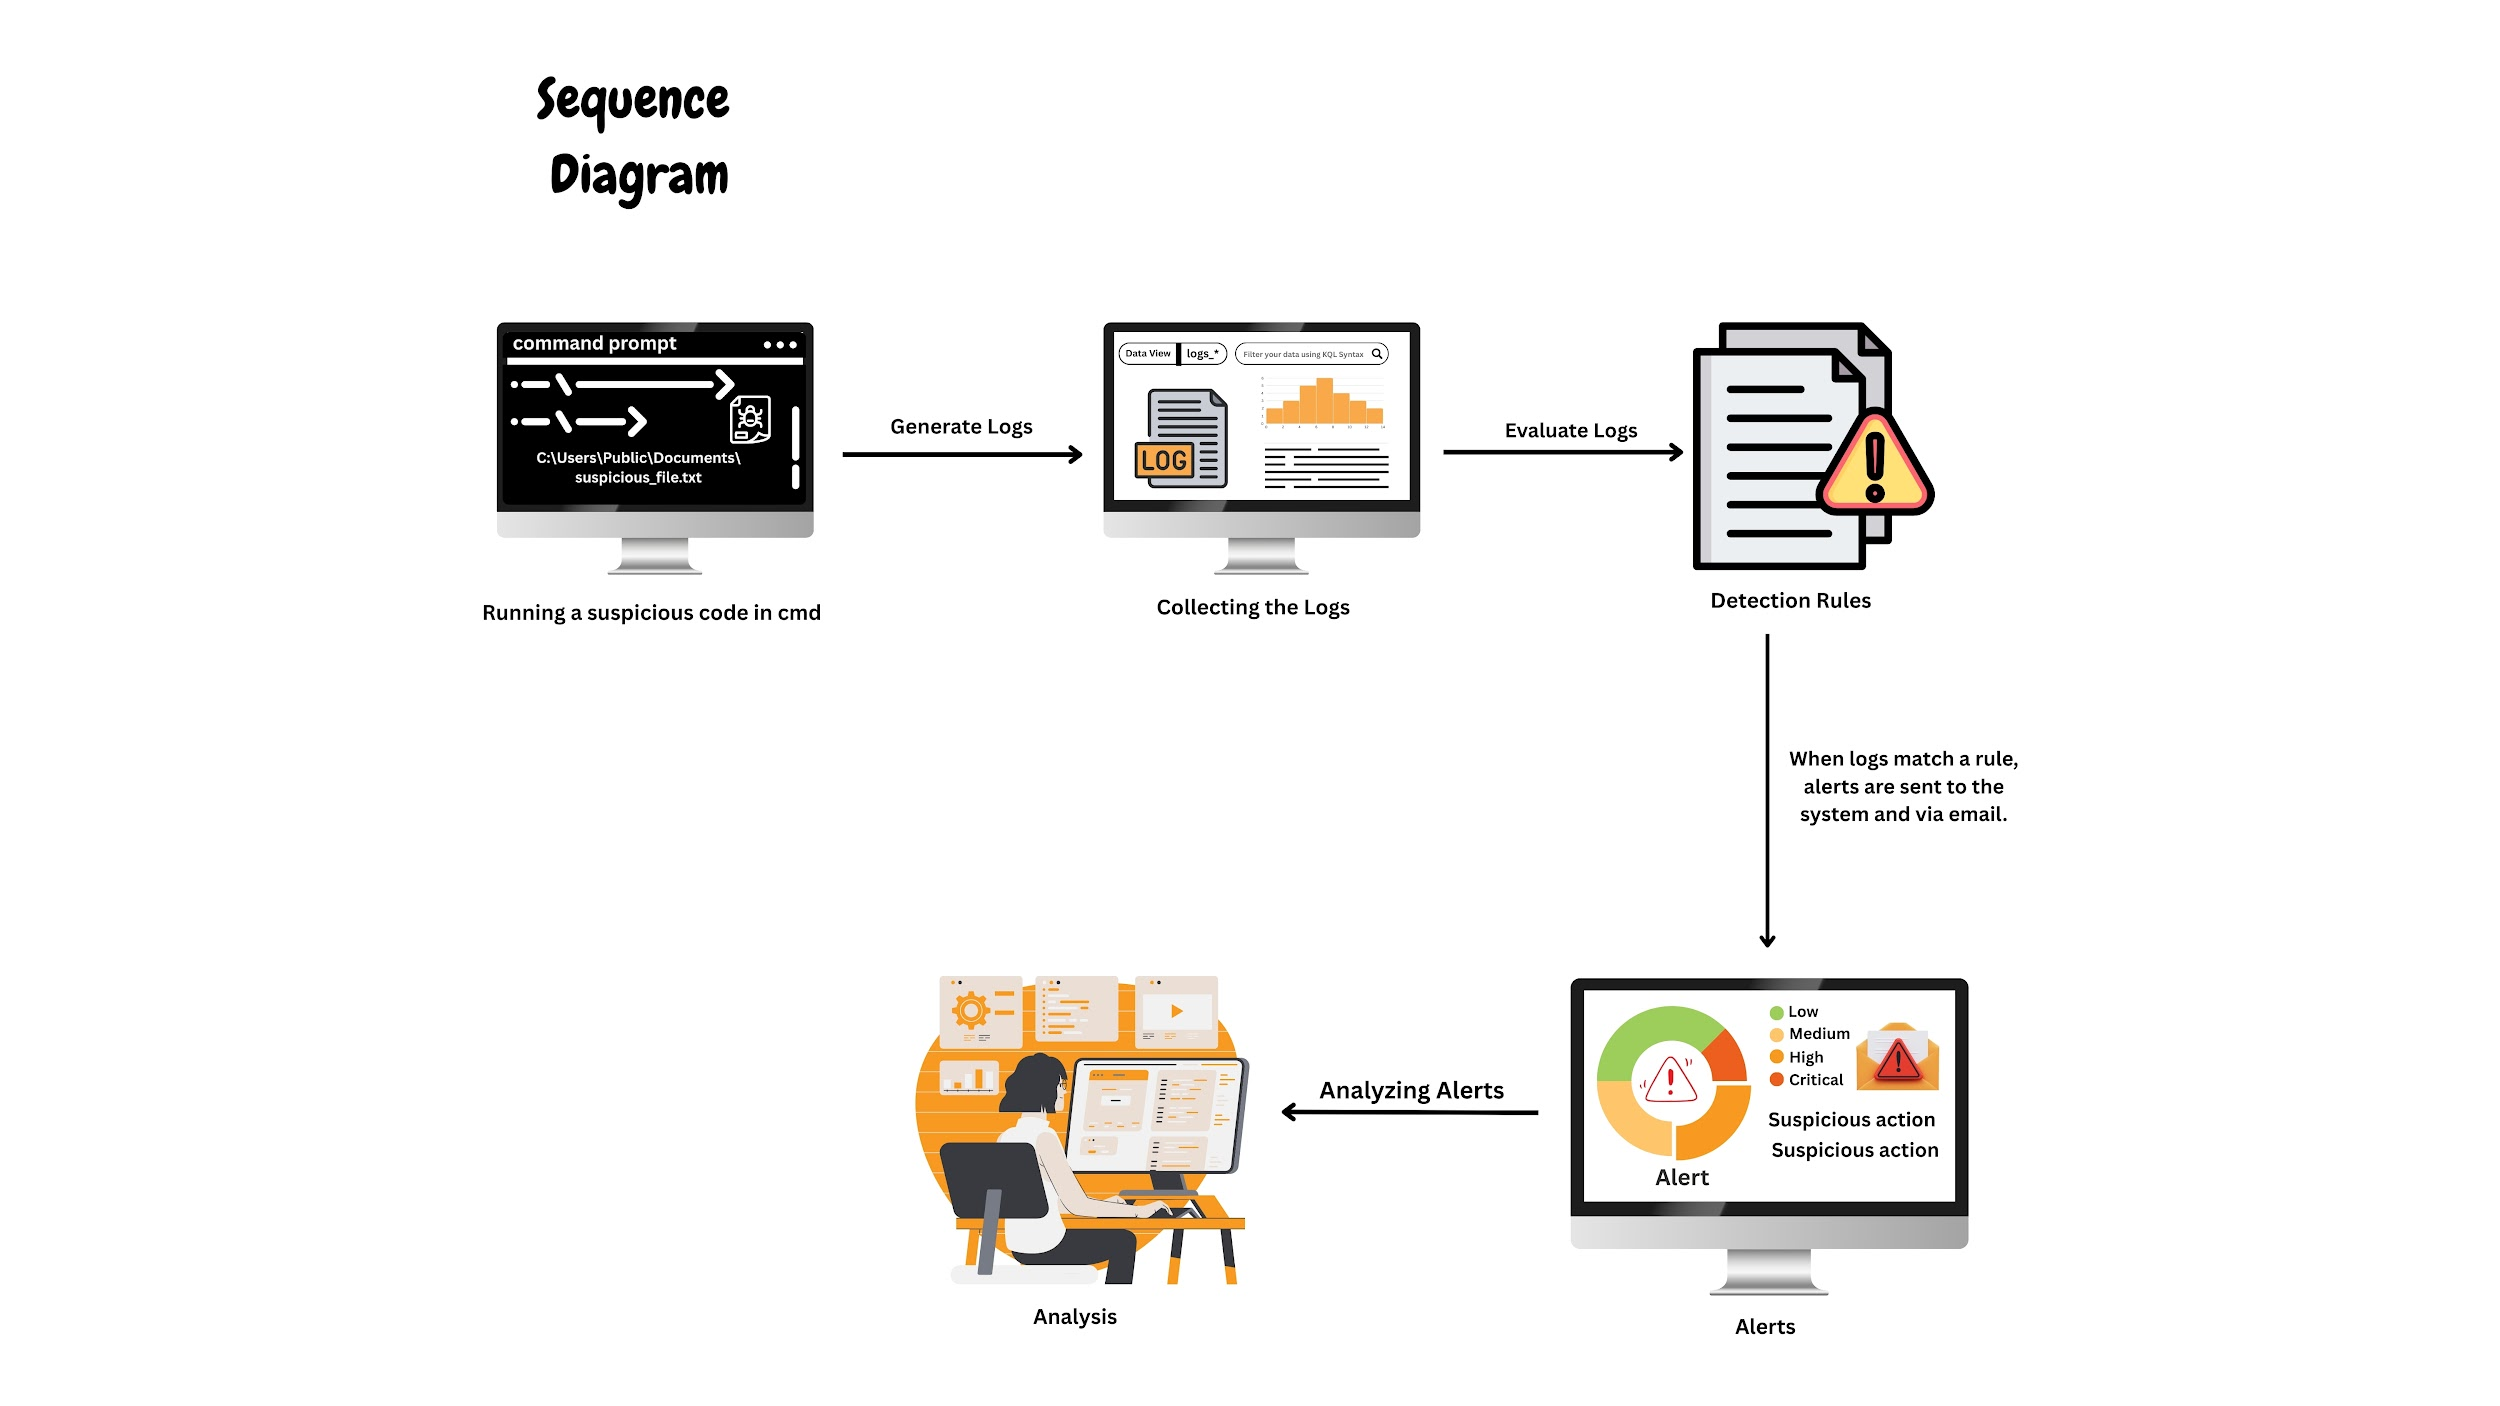 Sequence
Diagram
command prompt
C:\Users\Public\Documents\
suspicious_file.txt
Running a suspicious code in cmd
Generate Logs
Data View
logs_*
Filter your data using KQL Syntax
LOG
Collecting the Logs
Evaluate Logs
Detection Rules
When logs match a rule,
alerts are sent to the
system and via email.
Low
Medium
High
Critical
Suspicious action
Suspicious action
Alert
Alerts
Analyzing Alerts
Analysis